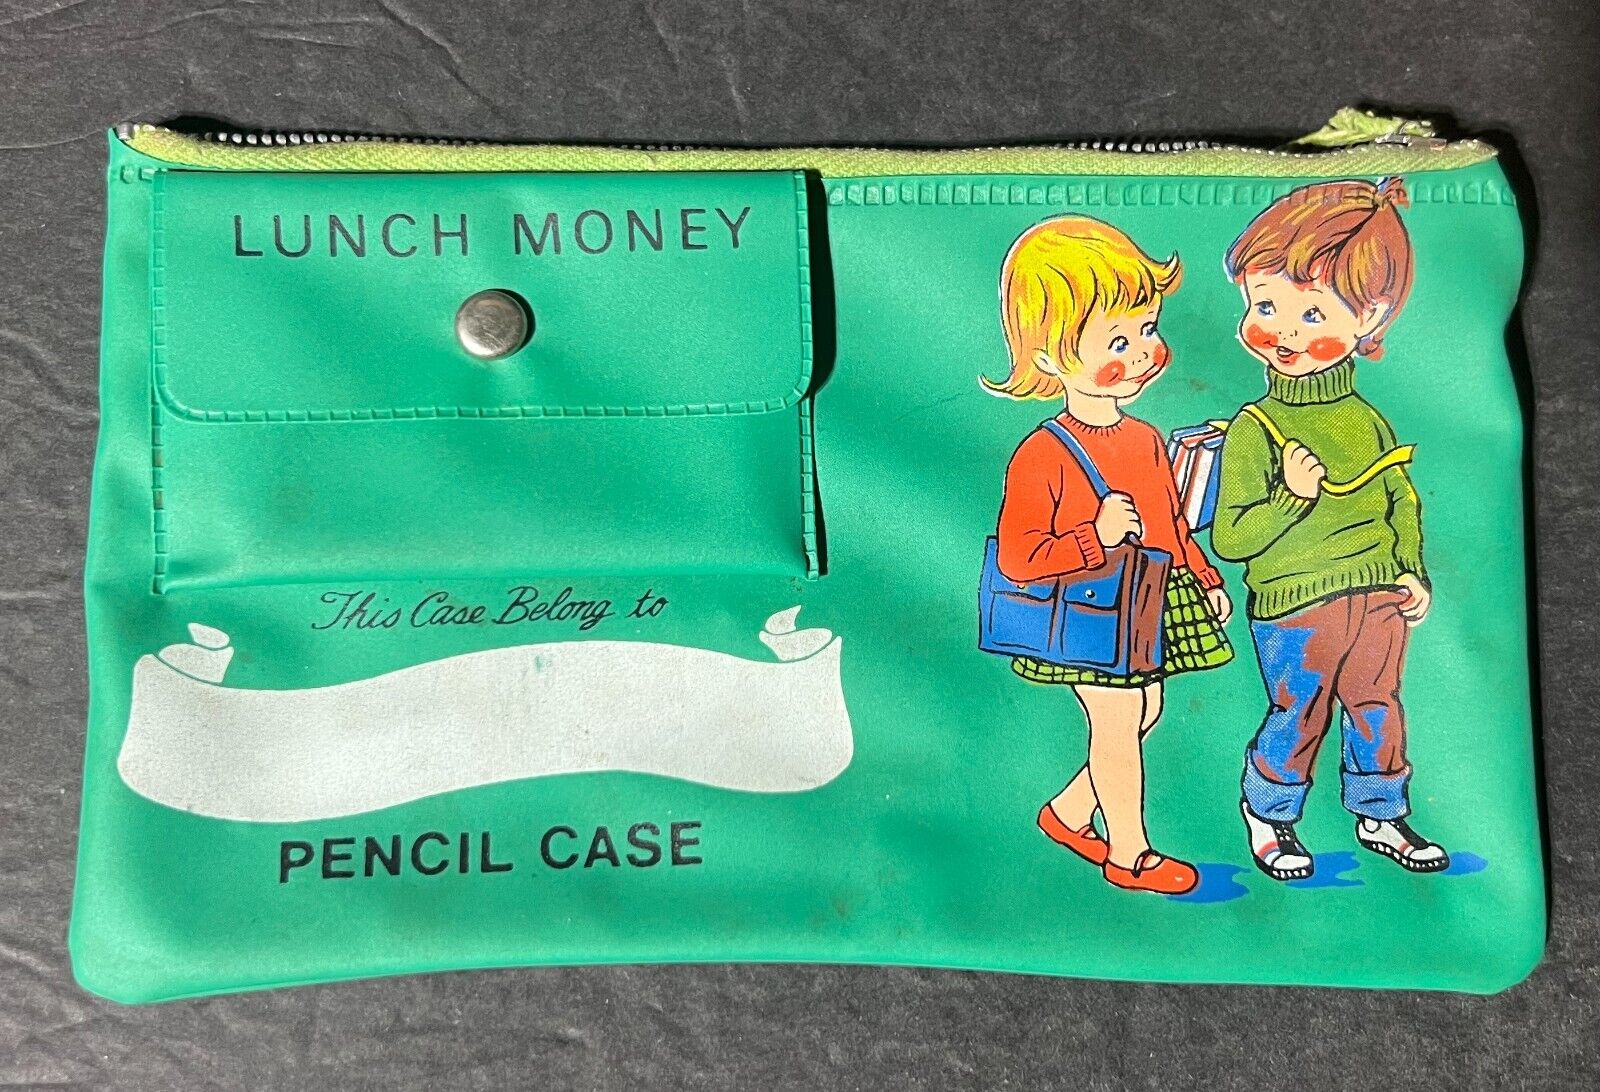 LUNCH MONEY
This Case Belong to
PENCIL CASE